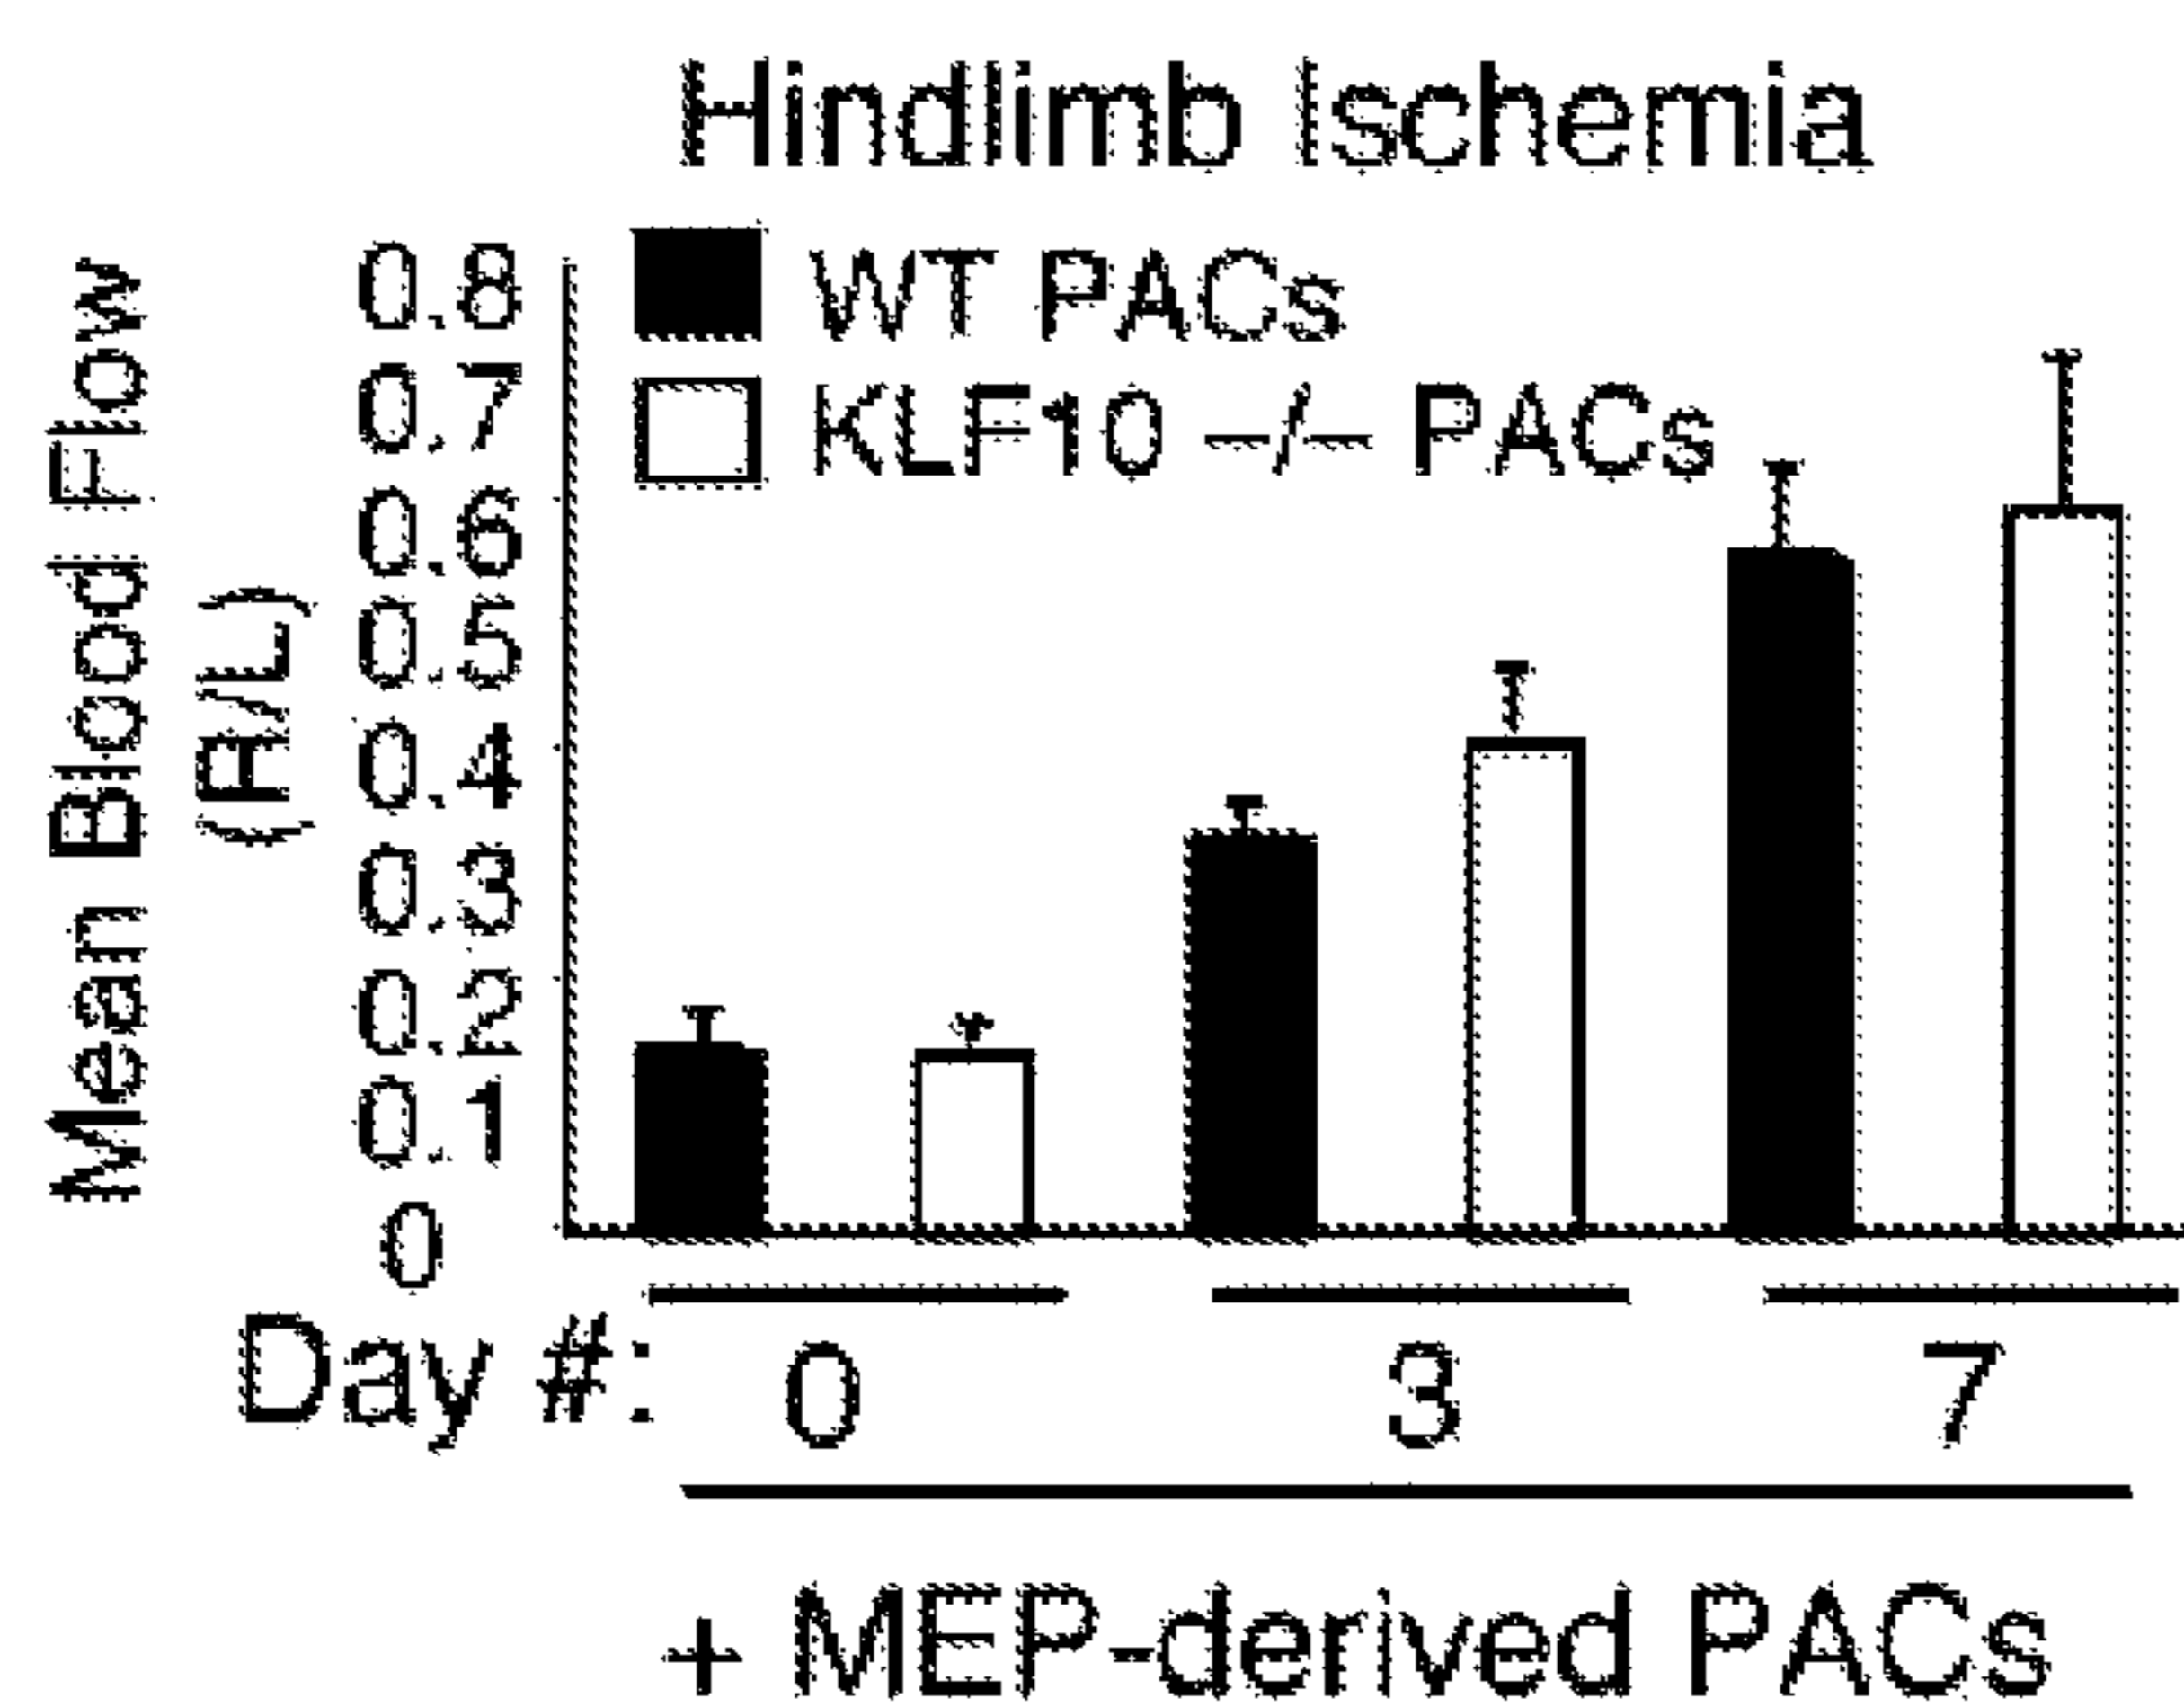 Hindlimb Ischemia
WT PACs
KLF10 –/– PACs
Mean Blood Flow
(R/L)
0.8
0.7
0.6
0.5
0.4
0.3
0.2
0.1
0
Day #: 0 3 7
+ MEP-derived PACs